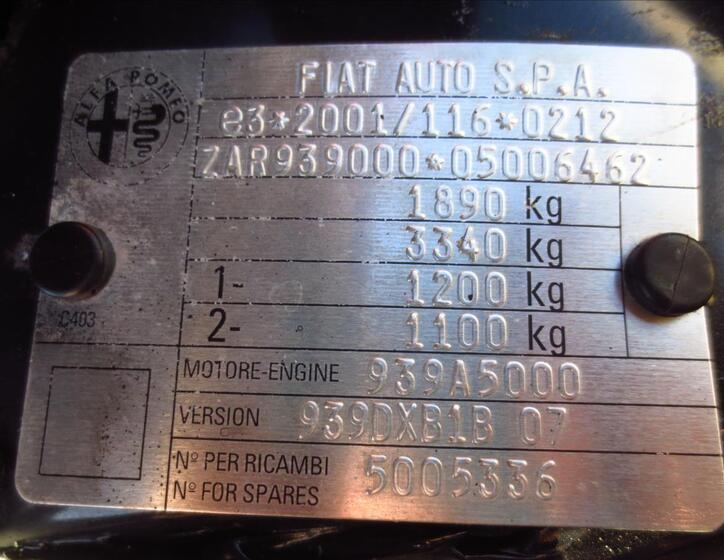 ALFA ROMEO
FIAT AUTO S.P.A.
e3*2001/116*0212
ZAR939000*05006462
1890 kg
3340 kg
1- 1200 kg
2- 1100 kg
C403
MOTORE-ENGINE 939A5000
VERSION 939DXB1B 07
Nº PER RICAMBI
Nº FOR SPARES 5005336